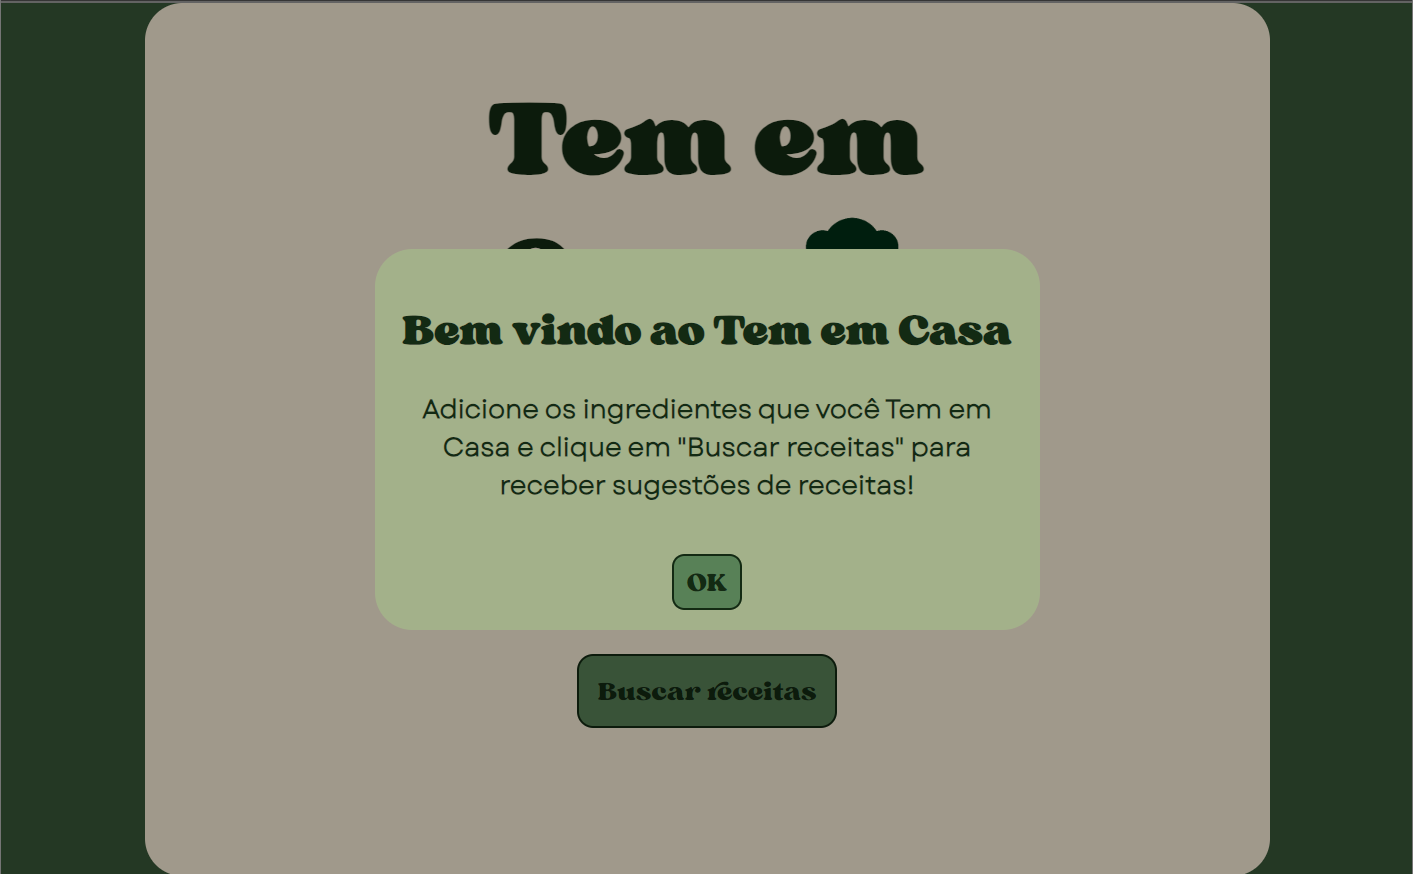 Tem em
Bem vindo ao Tem em Casa
Adicione os ingredientes que você Tem em
Casa e clique em "Buscar receitas" para
receber sugestões de receitas!
OK
Buscar receitas